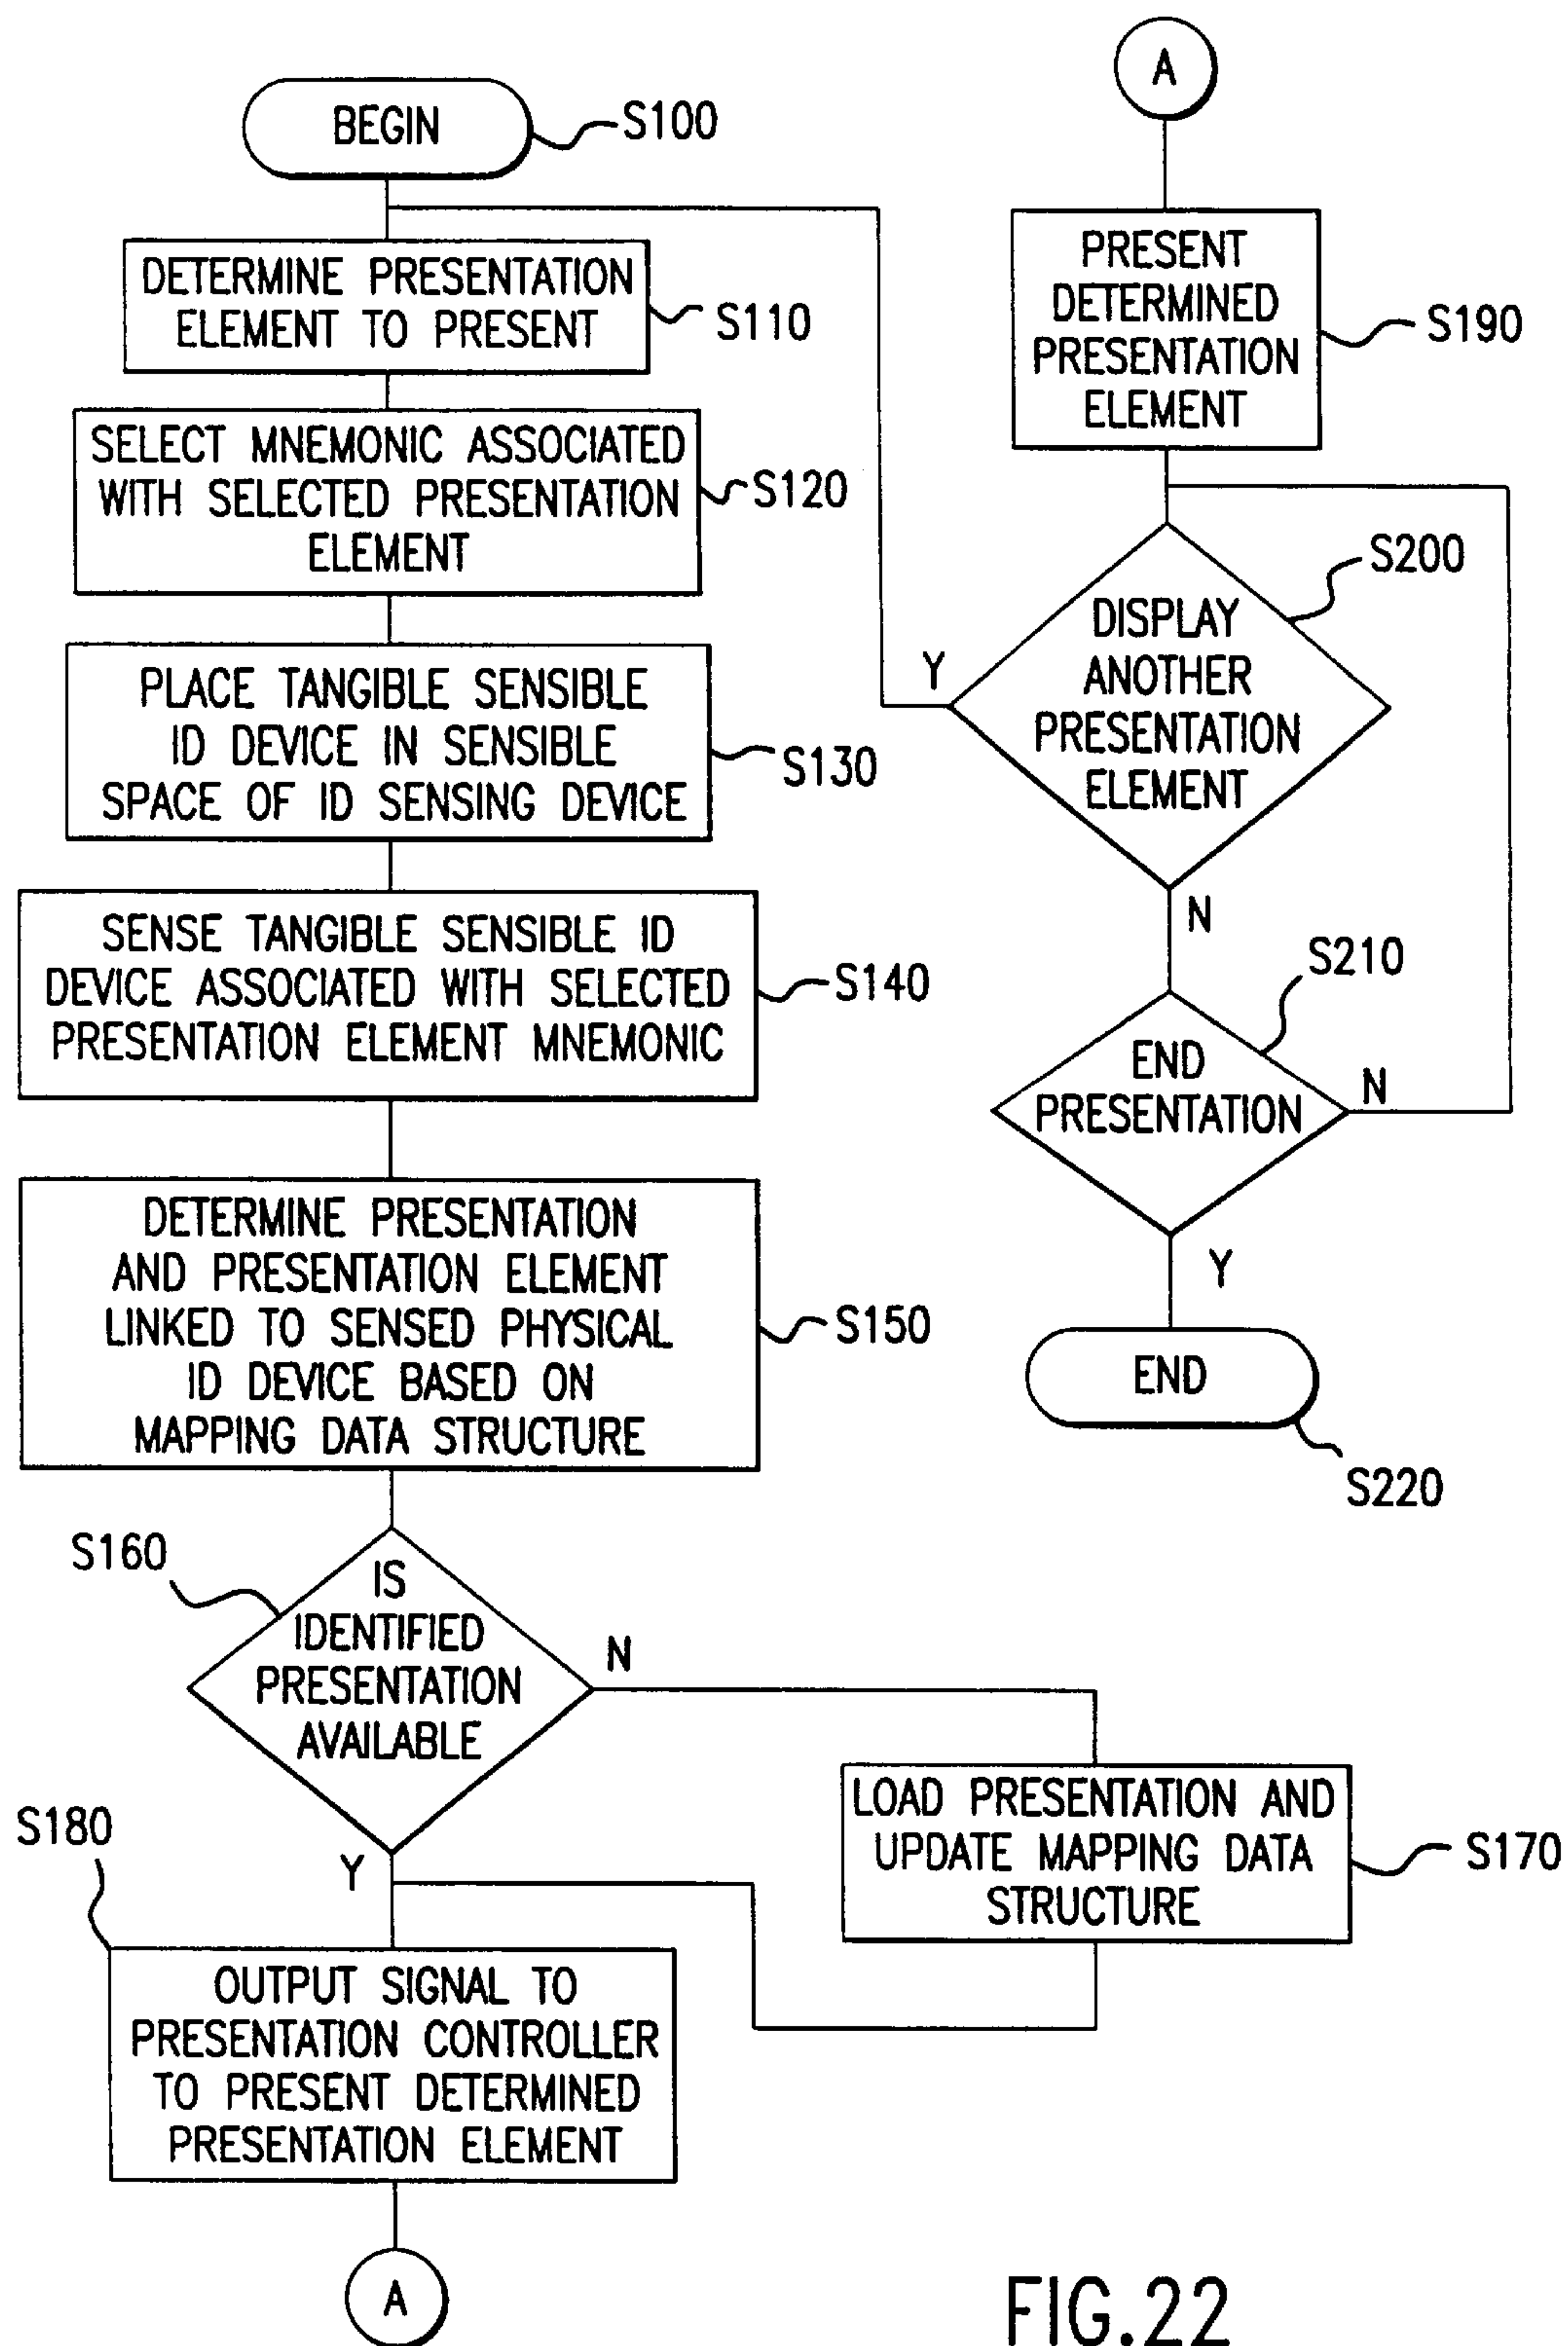 BEGIN
S100
DETERMINE PRESENTATION
ELEMENT TO PRESENT
S110
SELECT MNEMONIC ASSOCIATED
WITH SELECTED PRESENTATION
ELEMENT
S120
PLACE TANGIBLE SENSIBLE
ID DEVICE IN SENSIBLE
SPACE OF ID SENSING DEVICE
S130
SENSE TANGIBLE SENSIBLE ID
DEVICE ASSOCIATED WITH SELECTED
PRESENTATION ELEMENT MNEMONIC
S140
DETERMINE PRESENTATION
AND PRESENTATION ELEMENT
LINKED TO SENSED PHYSICAL
ID DEVICE BASED ON
MAPPING DATA STRUCTURE
S150
S160
IS
IDENTIFIED
PRESENTATION
AVAILABLE
N
Y
LOAD PRESENTATION AND
UPDATE MAPPING DATA
STRUCTURE
S170
S180
OUTPUT SIGNAL TO
PRESENTATION CONTROLLER
TO PRESENT DETERMINED
PRESENTATION ELEMENT
A
A
PRESENT
DETERMINED
PRESENTATION
ELEMENT
S190
S200
DISPLAY
ANOTHER
PRESENTATION
ELEMENT
Y
N
S210
END
PRESENTATION
N
Y
END
S220
FIG.22